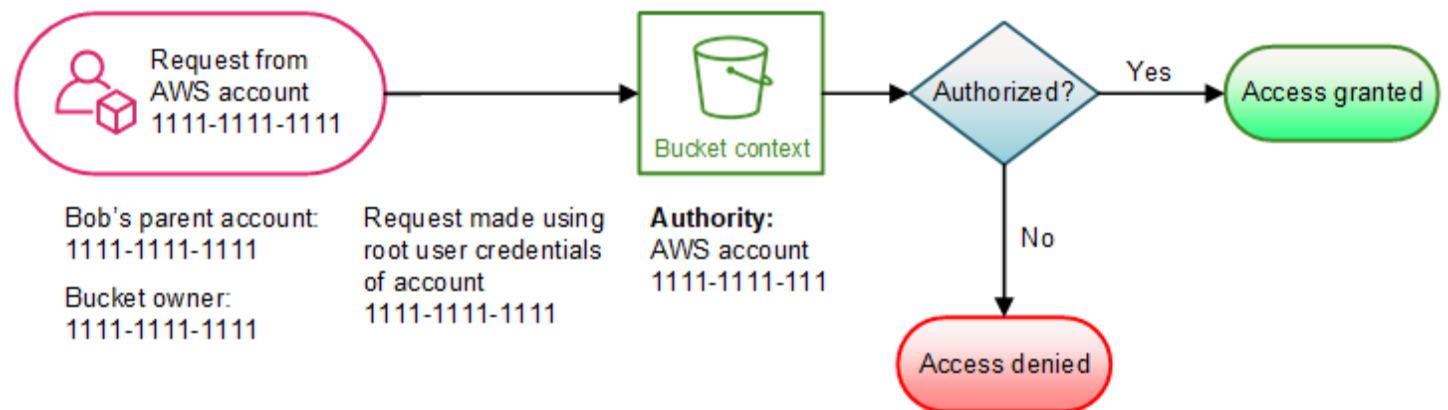 Request from
AWS account
1111-1111-1111
Bucket context
Authorized?
Yes
Access granted
No
Access denied
Bob's parent account:
1111-1111-1111
Bucket owner:
1111-1111-1111
Request made using
root user credentials
of account
1111-1111-1111
Authority:
AWS account
1111-1111-111